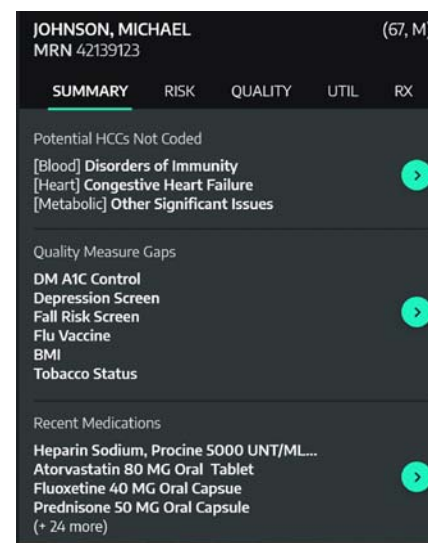 JOHNSON, MICHAEL (67, M)
MRN 42139123
SUMMARY RISK QUALITY UTIL RX
Potential HCCs Not Coded
[Blood] Disorders of Immunity
[Heart] Congestive Heart Failure
[Metabolic] Other Significant Issues
Quality Measure Gaps
DM A1C Control
Depression Screen
Fall Risk Screen
Flu Vaccine
BMI
Tobacco Status
Recent Medications
Heparin Sodium, Procine 5000 UNT/ML...
Atorvastatin 80 MG Oral Tablet
Fluoxetine 40 MG Oral Capsue
Prednisone 50 MG Oral Capsule
(+ 24 more)